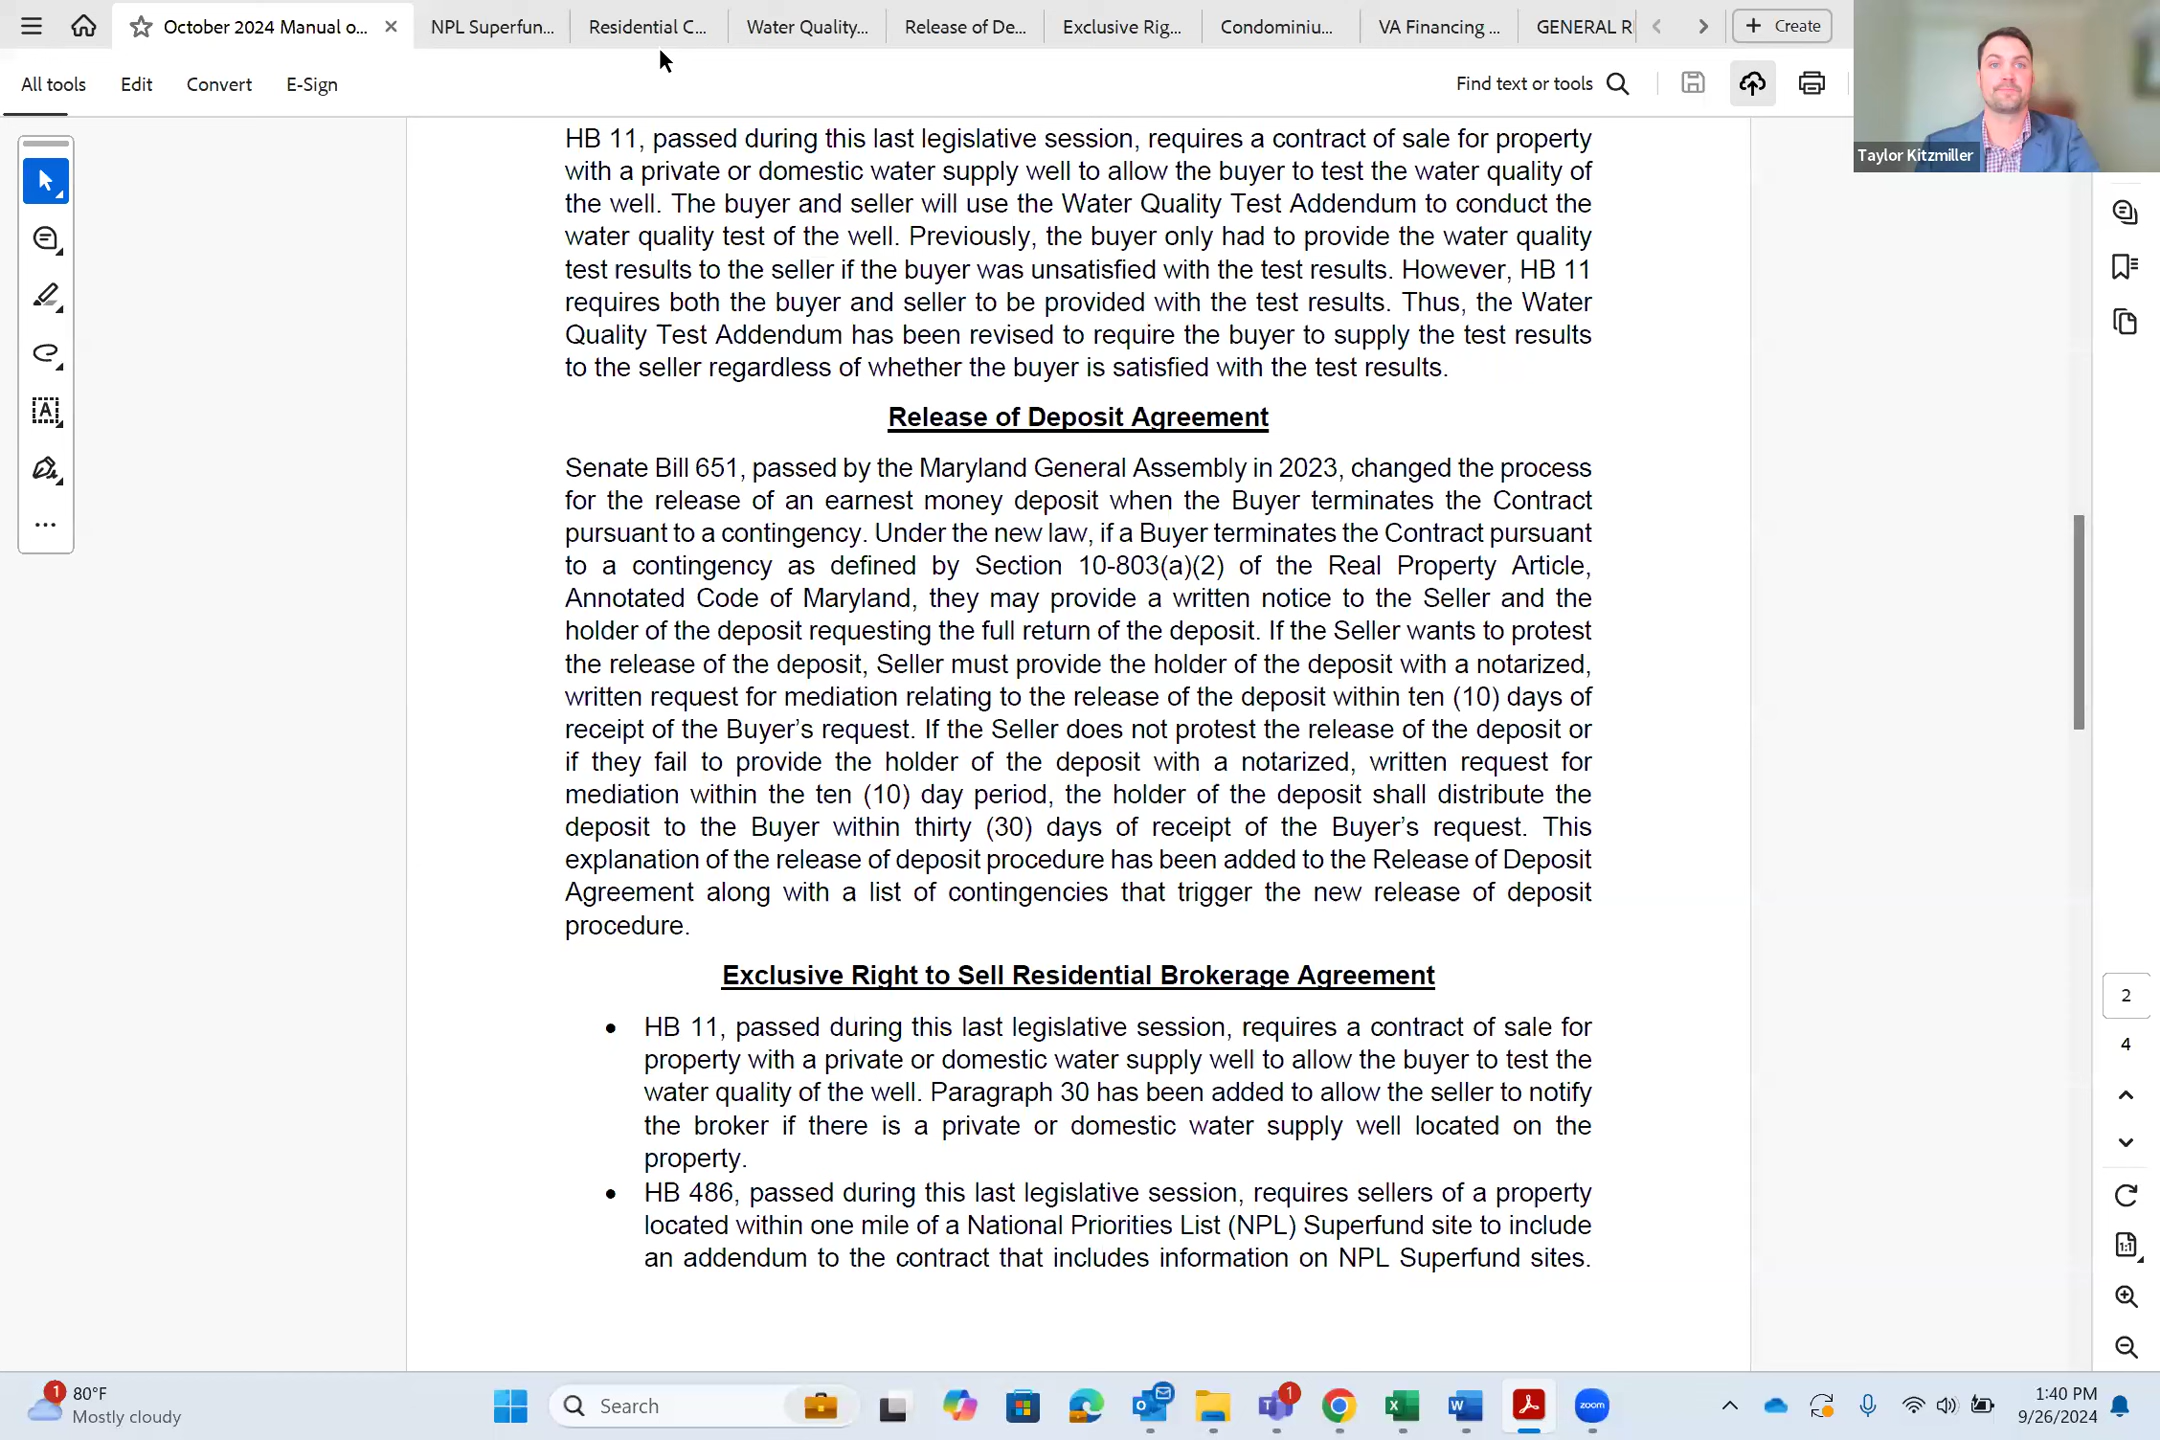 October 2024 Manual o...
NPL Superfun...
Residential C...
Water Quality...
Release of De...
Exclusive Rig...
Condominiu...
VA Financing ...
GENERAL R
Create
All tools
Edit
Convert
E-Sign
Find text or tools
Taylor Kitzmiller
HB 11, passed during this last legislative session, requires a contract of sale for property
with a private or domestic water supply well to allow the buyer to test the water quality of
the well. The buyer and seller will use the Water Quality Test Addendum to conduct the
water quality test of the well. Previously, the buyer only had to provide the water quality
test results to the seller if the buyer was unsatisfied with the test results. However, HB 11
requires both the buyer and seller to be provided with the test results. Thus, the Water
Quality Test Addendum has been revised to require the buyer to supply the test results
to the seller regardless of whether the buyer is satisfied with the test results.
Release of Deposit Agreement
Senate Bill 651, passed by the Maryland General Assembly in 2023, changed the process
for the release of an earnest money deposit when the Buyer terminates the Contract
pursuant to a contingency. Under the new law, if a Buyer terminates the Contract pursuant
to a contingency as defined by Section 10-803(a)(2) of the Real Property Article,
Annotated Code of Maryland, they may provide a written notice to the Seller and the
holder of the deposit requesting the full return of the deposit. If the Seller wants to protest
the release of the deposit, Seller must provide the holder of the deposit with a notarized,
written request for mediation relating to the release of the deposit within ten (10) days of
receipt of the Buyer's request. If the Seller does not protest the release of the deposit or
if they fail to provide the holder of the deposit with a notarized, written request for
mediation within the ten (10) day period, the holder of the deposit shall distribute the
deposit to the Buyer within thirty (30) days of receipt of the Buyer's request. This
explanation of the release of deposit procedure has been added to the Release of Deposit
Agreement along with a list of contingencies that trigger the new release of deposit
procedure.
Exclusive Right to Sell Residential Brokerage Agreement
• HB 11, passed during this last legislative session, requires a contract of sale for
property with a private or domestic water supply well to allow the buyer to test the
water quality of the well. Paragraph 30 has been added to allow the seller to notify
the broker if there is a private or domestic water supply well located on the
property.
• HB 486, passed during this last legislative session, requires sellers of a property
located within one mile of a National Priorities List (NPL) Superfund site to include
an addendum to the contract that includes information on NPL Superfund sites.
2
4
1
80°F
Mostly cloudy
Search
1
zoom
1:40 PM
9/26/2024